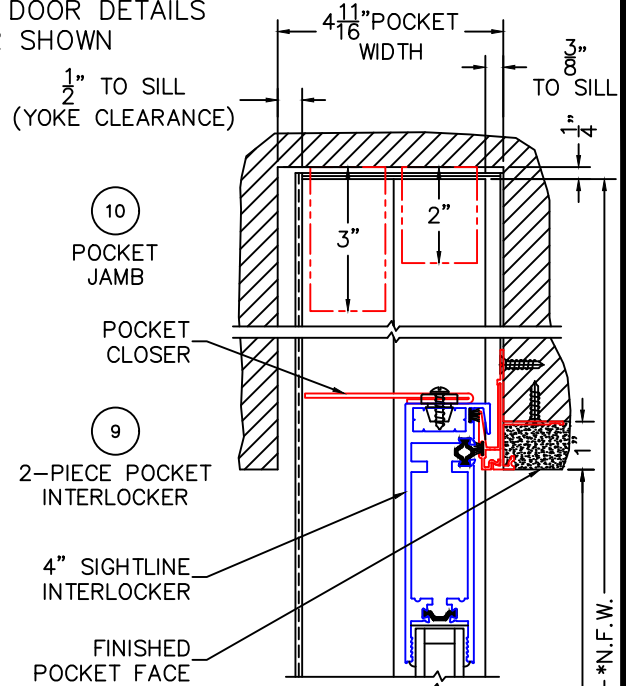 DOOR DETAILS
SHOWN
4 11/16" POCKET
WIDTH
3/8"
TO SILL
1/2" TO SILL
(YOKE CLEARANCE)
1/4
10
POCKET
JAMB
3"
2"
POCKET
CLOSER
9
2-PIECE POCKET
INTERLOCKER
1"
4" SIGHTLINE
INTERLOCKER
FINISHED
POCKET FACE
*N.F.W.